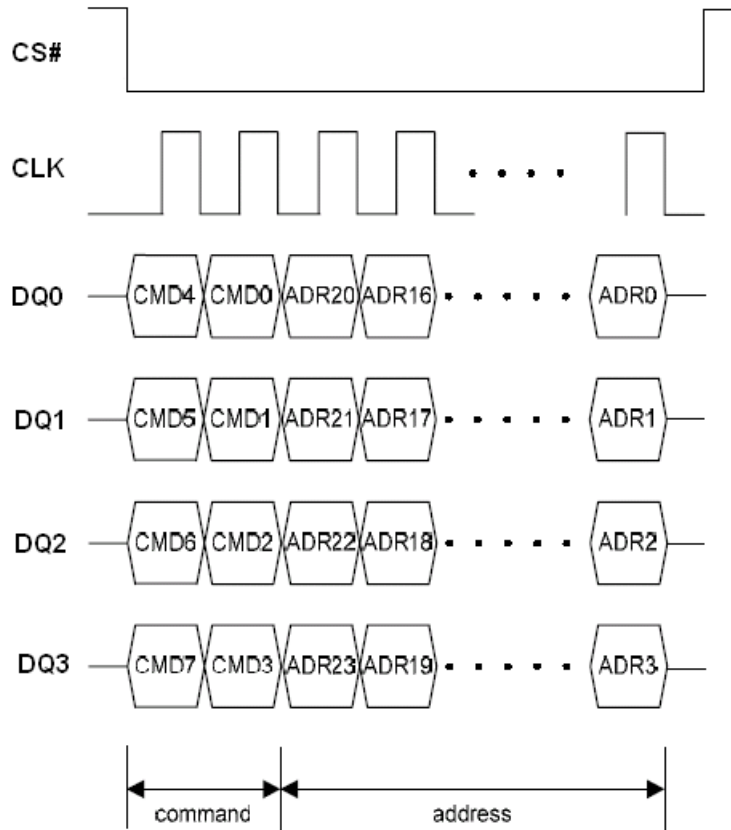 CS#
CLK
DQ0 CMD4 CMD0 ADR20 ADR16 ADR0
DQ1 CMD5 CMD1 ADR21 ADR17 ADR1
DQ2 CMD6 CMD2 ADR22 ADR18 ADR2
DQ3 CMD7 CMD3 ADR23 ADR19 ADR3
command address